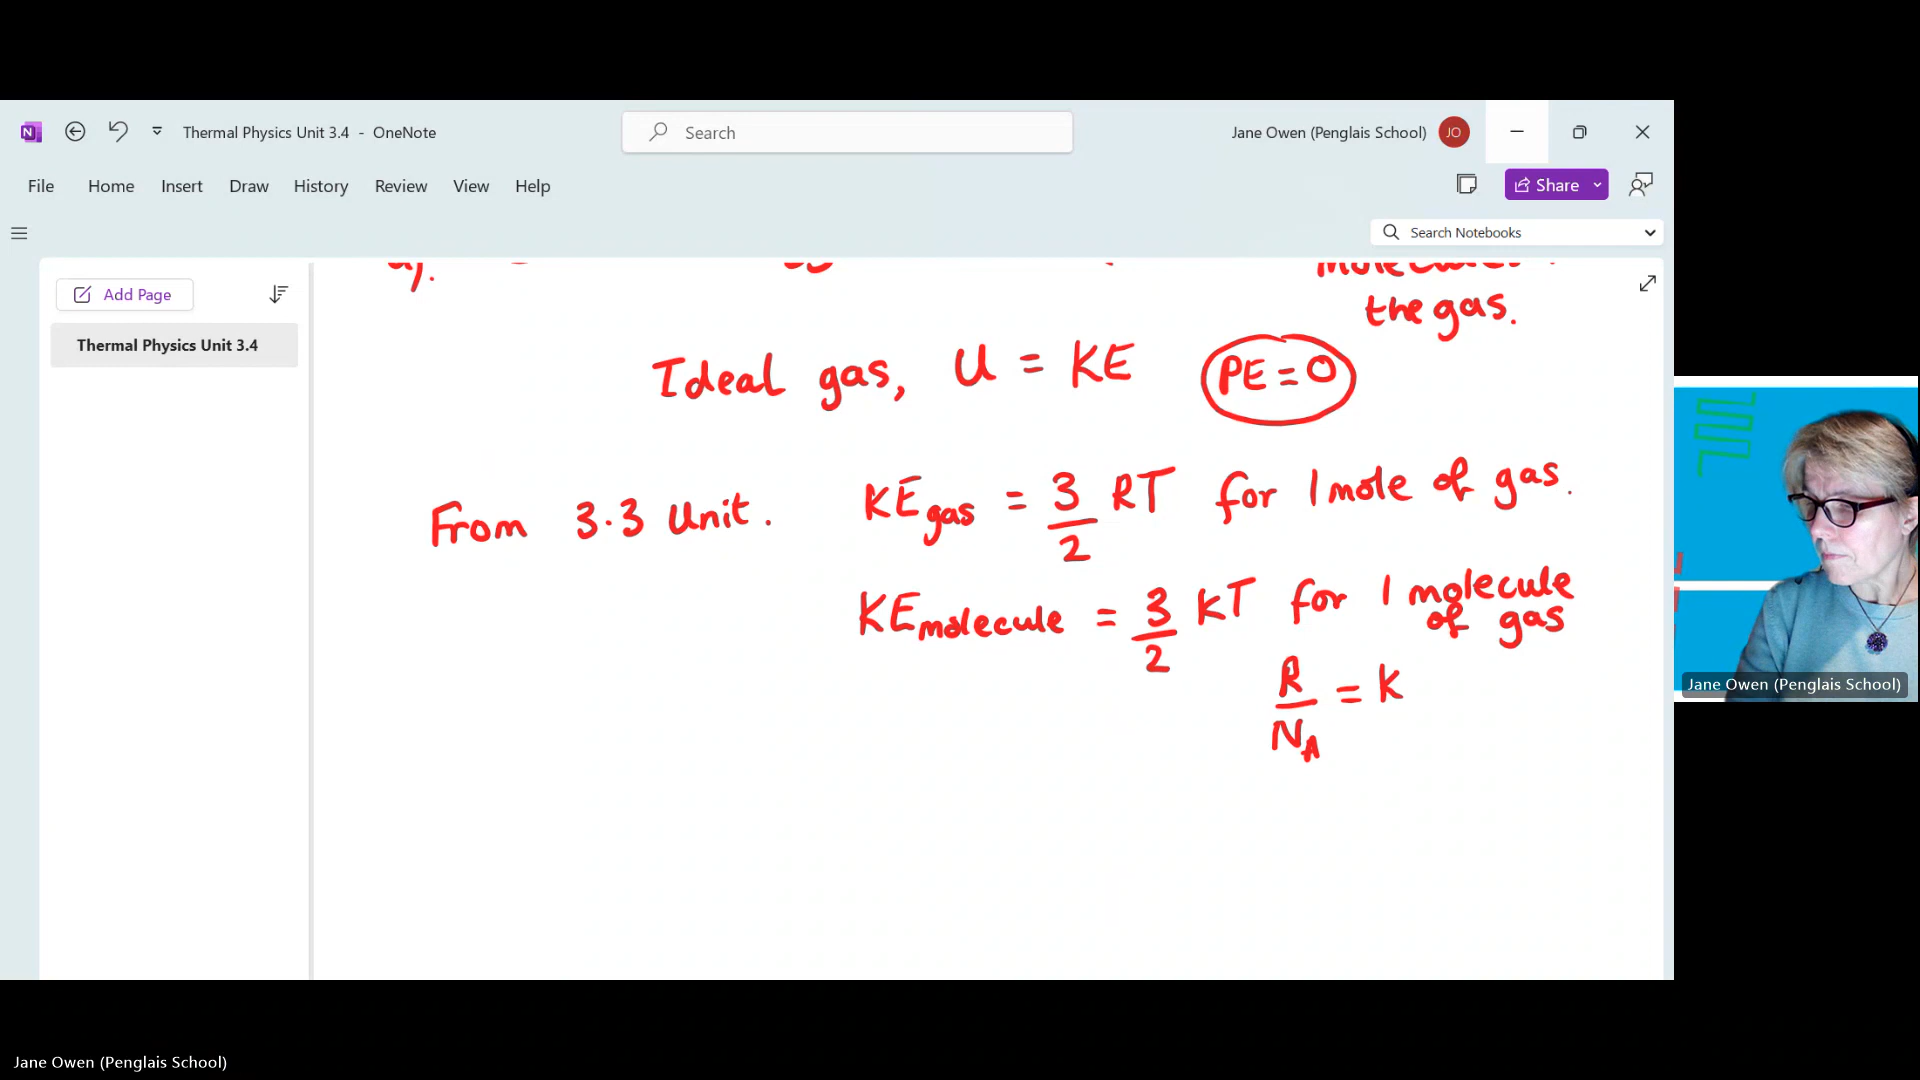 Thermal Physics Unit 3.4 - OneNote
Search
Jane Owen (Penglais School)
JO
File Home Insert Draw History Review View Help
Share
Search Notebooks
Add Page
Thermal Physics Unit 3.4
the gas.
Ideal gas, U = KE PE = 0
From 3.3 Unit. KEgas = 3/2 RT for 1 mole of gas.
KEmolecule = 3/2 KT for 1 molecule of gas
R/NA = K
Jane Owen (Penglais School)
Jane Owen (Penglais School)